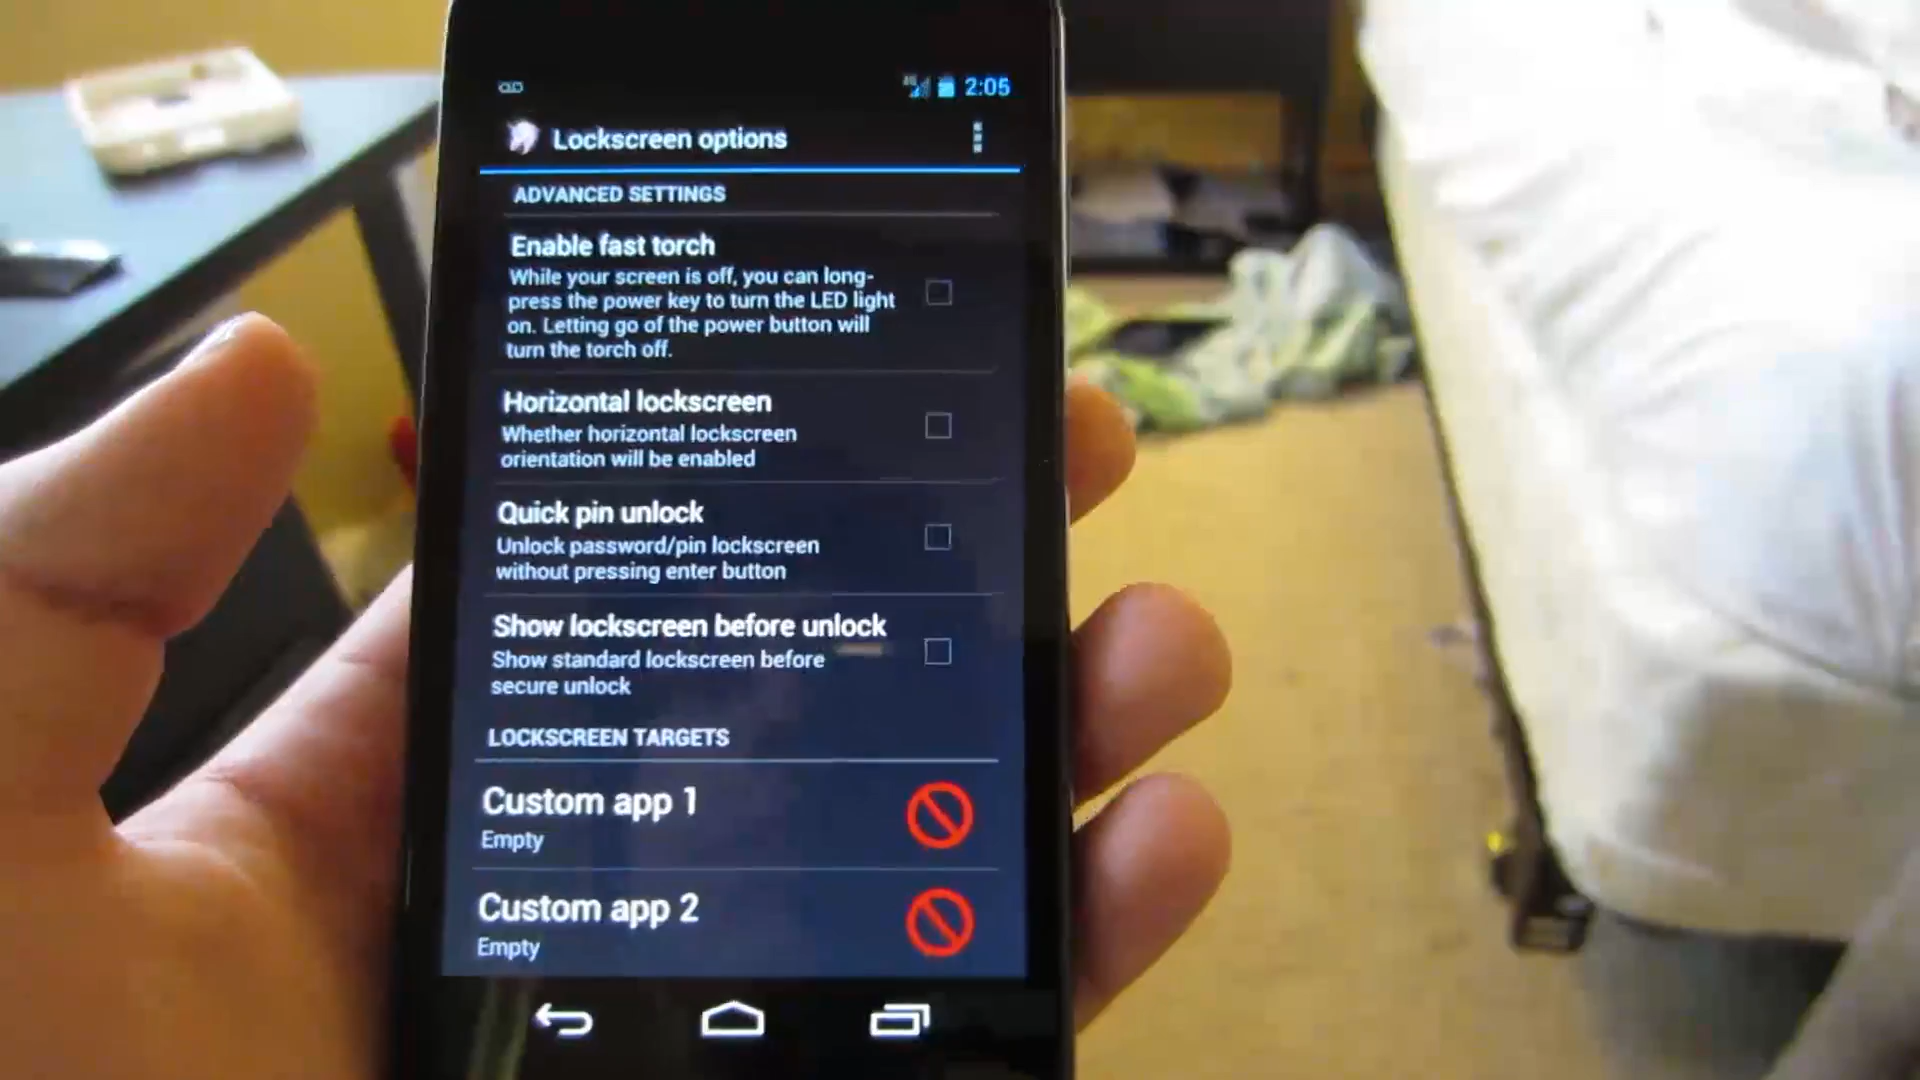 2:05
Lockscreen options
ADVANCED SETTINGS
Enable fast torch
While your screen is off, you can long-
press the power key to turn the LED light
on. Letting go of the power button will
turn the torch off.
Horizontal lockscreen
Whether horizontal lockscreen
orientation will be enabled
Quick pin unlock
Unlock password/pin lockscreen
without pressing enter button
Show lockscreen before unlock
Show standard lockscreen before
secure unlock
LOCKSCREEN TARGETS
Custom app 1
Empty
Custom app 2
Empty